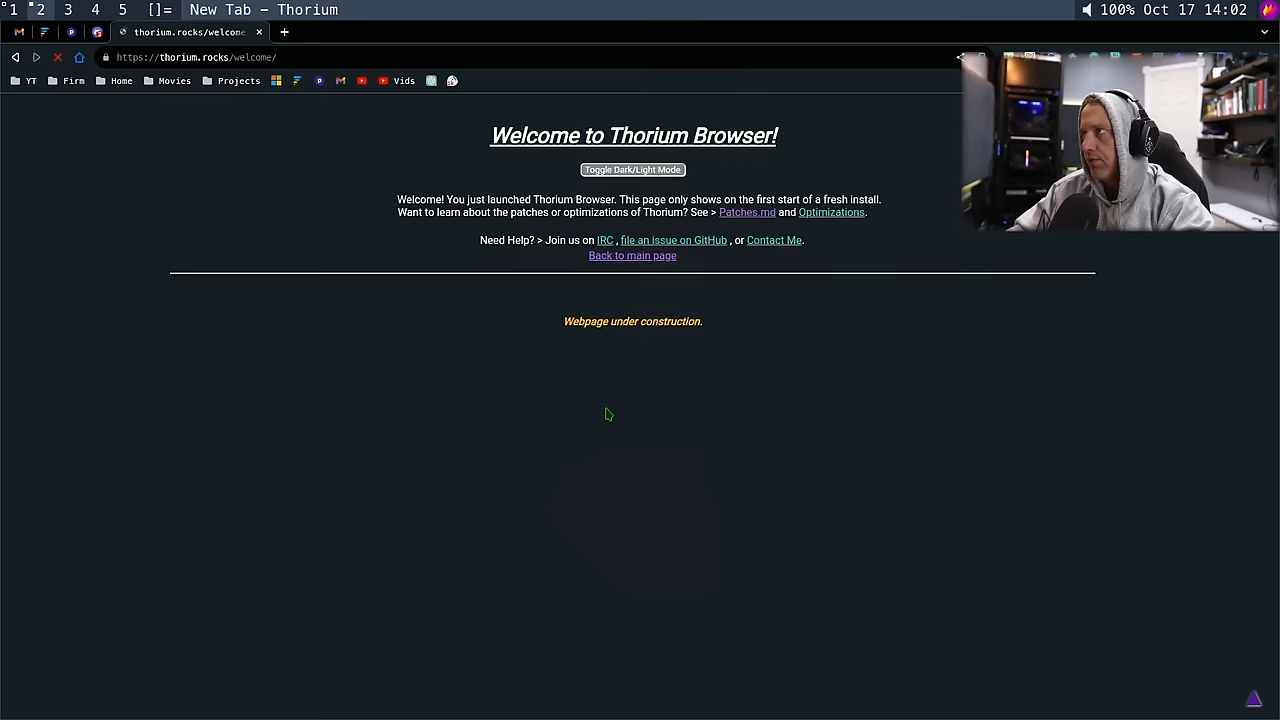 1 2 3 4 5 []= New Tab - Thorium 100% Oct 17 14:02
thorium.rocks/welcome
https://thorium.rocks/welcome/
YT Firm Home Movies Projects Vids
Welcome to Thorium Browser!
Toggle Dark/Light Mode
Welcome! You just launched Thorium Browser. This page only shows on the first start of a fresh install.
Want to learn about the patches or optimizations of Thorium? See > Patches.md and Optimizations.
Need Help? > Join us on IRC , file an issue on GitHub , or Contact Me.
Back to main page
Webpage under construction.